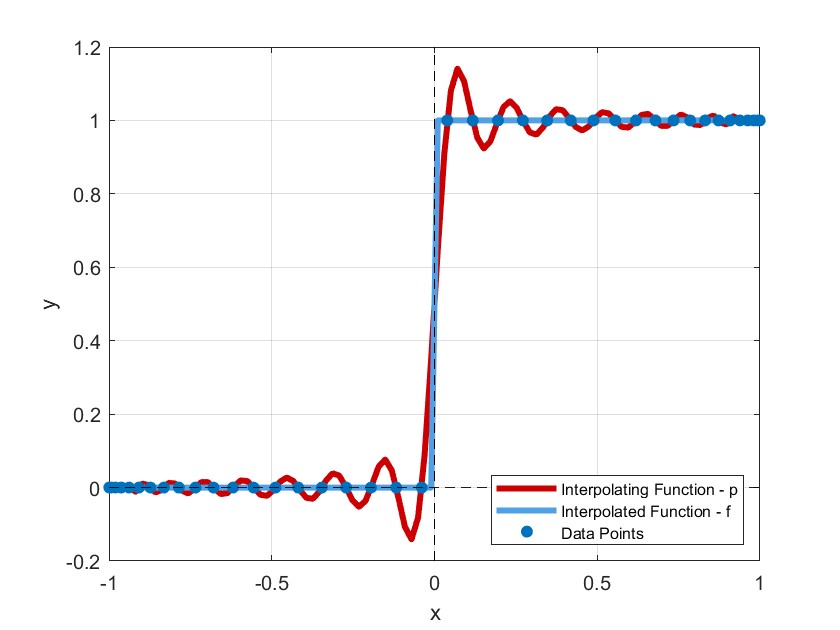 1.2
1
0.8
0.6
0.4
0.2
0
-0.2
y
-1
-0.5
0
0.5
1
x
Interpolating Function - p
Interpolated Function - f
Data Points